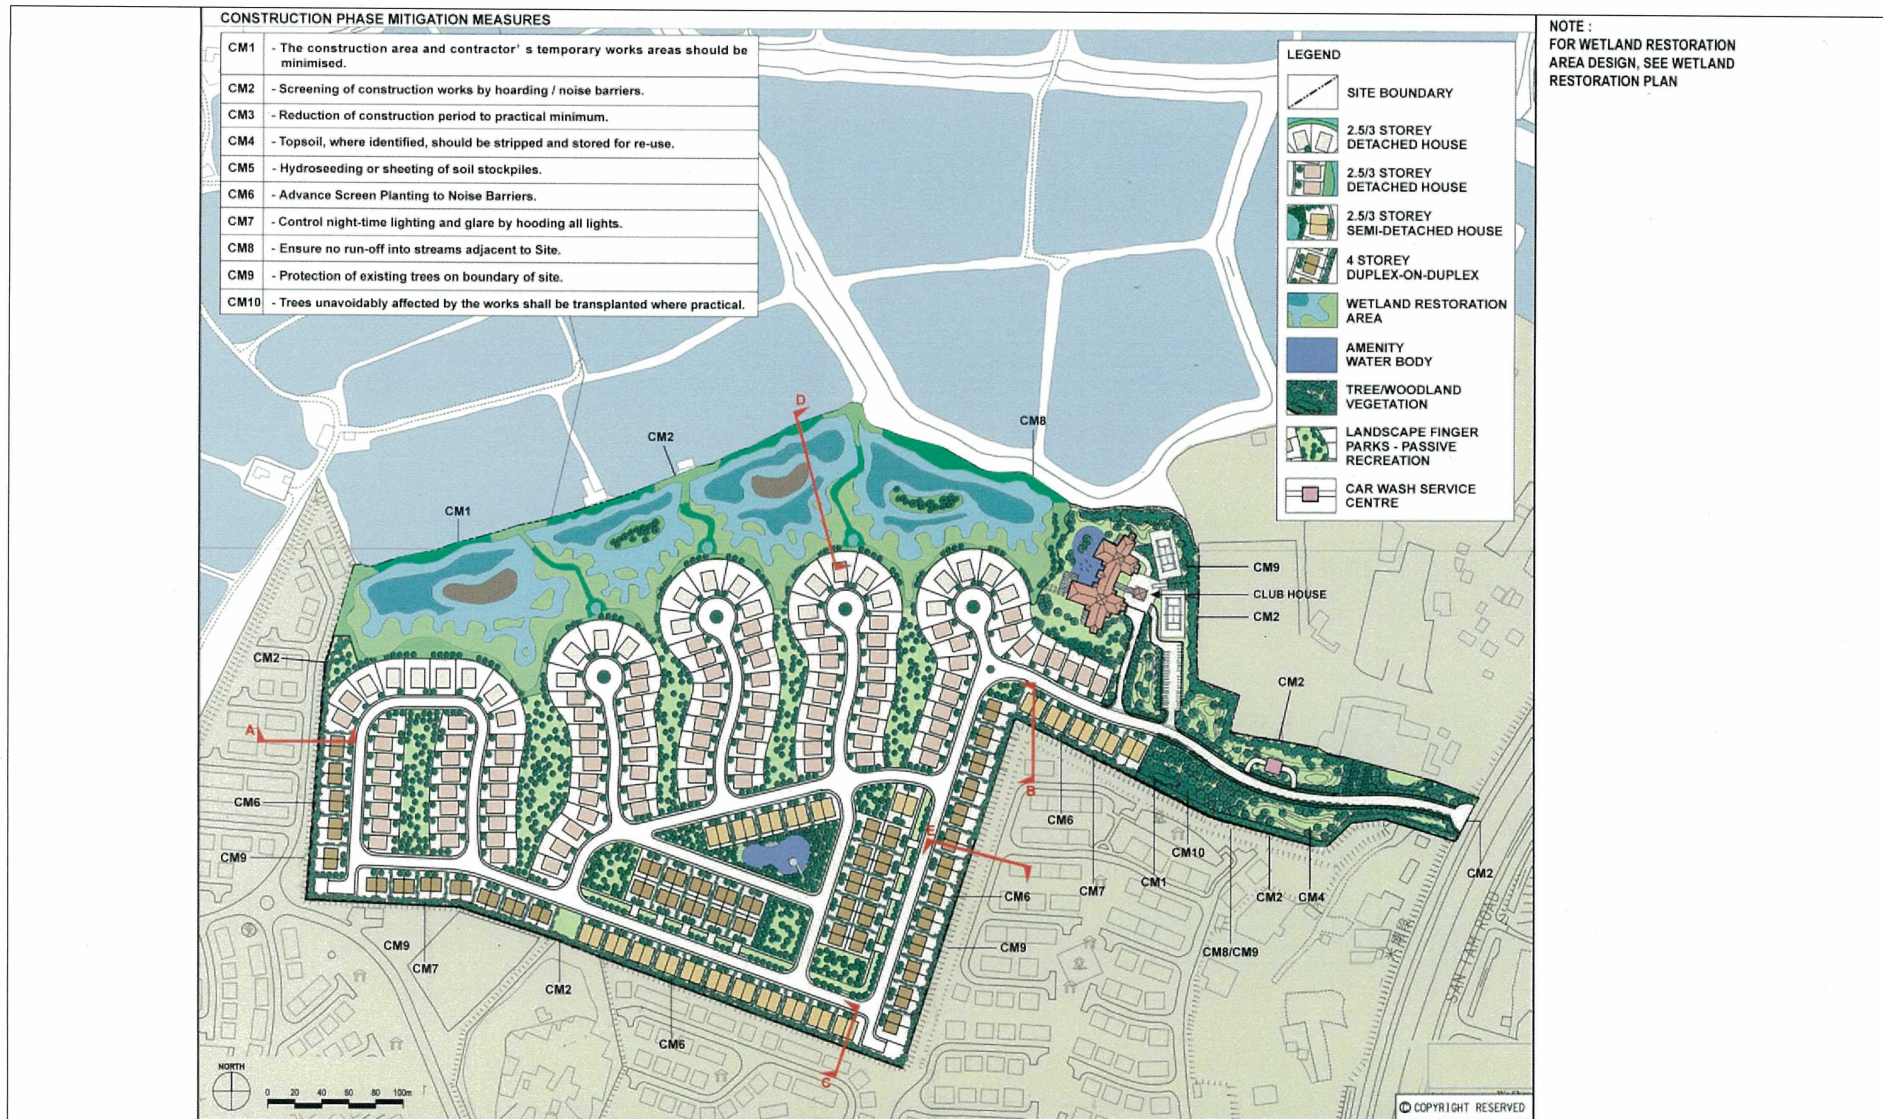 CONSTRUCTION PHASE MITIGATION MEASURES
CM1 - The construction area and contractor's temporary works areas should be
minimised.
CM2 - Screening of construction works by hoarding / noise barriers.
CM3 - Reduction of construction period to practical minimum.
CM4 - Topsoil, where identified, should be stripped and stored for re-use.
CM5 - Hydroseeding or sheeting of soil stockpiles.
CM6 - Advance Screen Planting to Noise Barriers.
CM7 - Control night-time lighting and glare by hooding all lights.
CM8 - Ensure no run-off into streams adjacent to Site.
CM9 - Protection of existing trees on boundary of site.
CM10 - Trees unavoidably affected by the works shall be transplanted where practical.
LEGEND
SITE BOUNDARY
2.5/3 STOREY
DETACHED HOUSE
2.5/3 STOREY
DETACHED HOUSE
2.5/3 STOREY
SEMI-DETACHED HOUSE
4 STOREY
DUPLEX-ON-DUPLEX
WETLAND RESTORATION
AREA
AMENITY
WATER BODY
TREE/WOODLAND
VEGETATION
LANDSCAPE FINGER
PARKS - PASSIVE
RECREATION
CAR WASH SERVICE
CENTRE
NOTE :
FOR WETLAND RESTORATION
AREA DESIGN, SEE WETLAND
RESTORATION PLAN
D
CM8
CM2
CM1
CM9
CLUB HOUSE
CM2
CM2
CM2
A
CM6
B
CM6
E
CM9
CM10
CM7
CM1
CM2
CM4
CM2
CM6
CM9
CM8/CM9
CM9
CM7
CM2
CM6
C
SAN TAM ROAD
NORTH
0 20 40 60 80 100m
© COPYRIGHT RESERVED